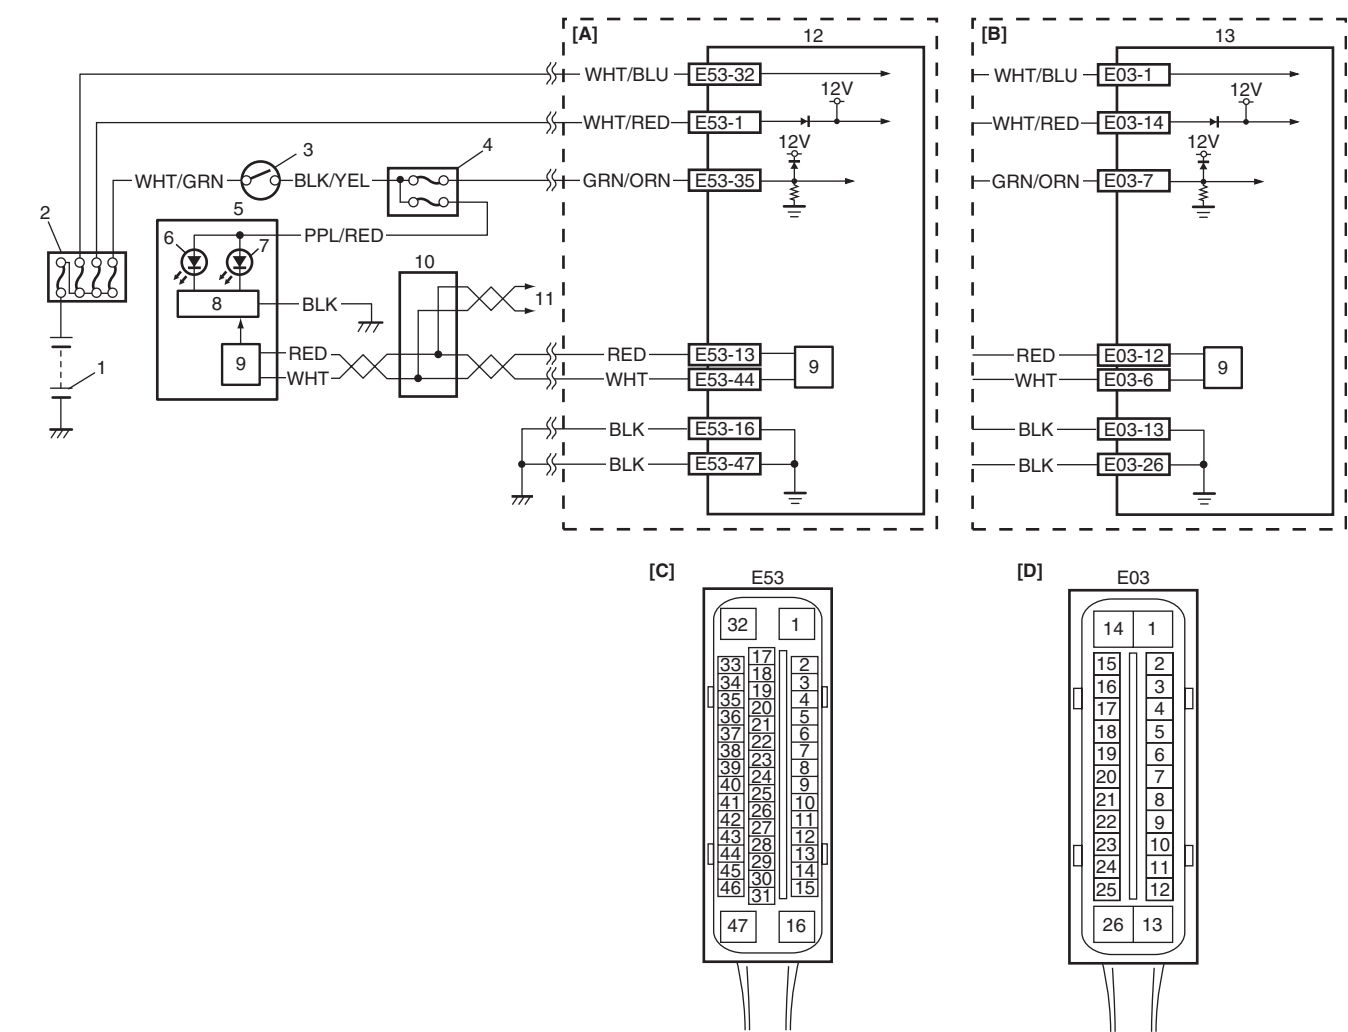 [A]
12
WHT/BLU
E53-32
12V
WHT/RED
E53-1
12V
GRN/ORN
E53-35
RED
E53-13
WHT
E53-44
9
BLK
E53-16
BLK
E53-47
[B]
13
WHT/BLU
E03-1
12V
WHT/RED
E03-14
12V
GRN/ORN
E03-7
RED
E03-12
WHT
E03-6
9
BLK
E03-13
BLK
E03-26
3
4
WHT/GRN
BLK/YEL
2
5
6
7
PPL/RED
8
BLK
10
11
9
RED
WHT
1
[C]
E53
32
1
17
33
2
18
34
3
19
35
4
20
36
5
21
37
6
22
38
7
23
39
8
24
40
9
25
41
10
26
42
11
27
43
12
28
44
13
29
45
14
30
46
15
31
47
16
[D]
E03
14
1
15
2
16
3
17
4
18
5
19
6
20
7
21
8
22
9
23
10
24
11
25
12
26
13